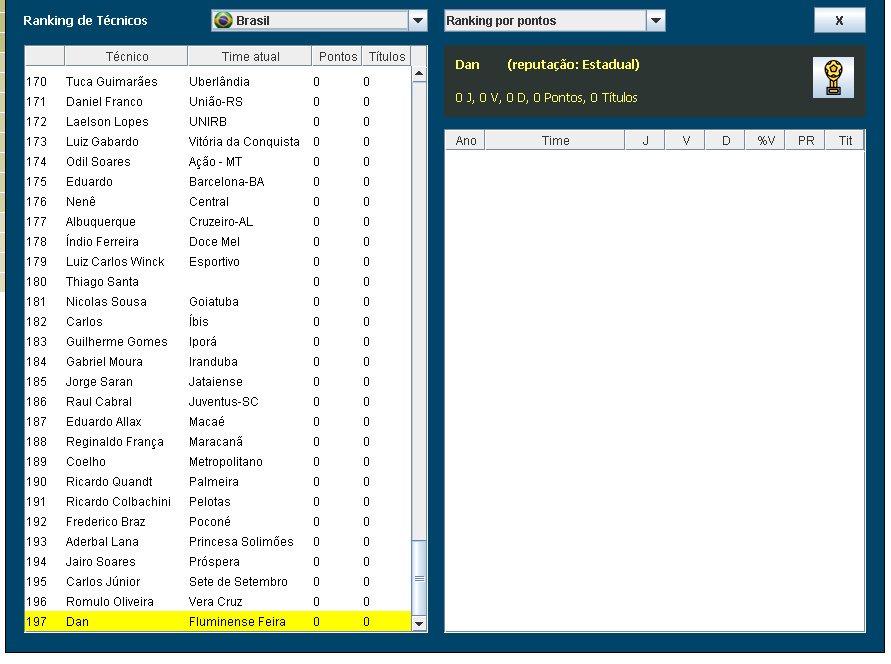 Ranking de Técnicos
Brasil
Ranking por pontos
X
Técnico Time atual Pontos Títulos
170 Tuca Guimarães Uberlândia 0 0
171 Daniel Franco União-RS 0 0
172 Laelson Lopes UNIRB 0 0
173 Luiz Gabardo Vitória da Conquista 0 0
174 Odil Soares Ação - MT 0 0
175 Eduardo Barcelona-BA 0 0
176 Nenê Central 0 0
177 Albuquerque Cruzeiro-AL 0 0
178 Índio Ferreira Doce Mel 0 0
179 Luiz Carlos Winck Esportivo 0 0
180 Thiago Santa 0 0
181 Nicolas Sousa Goiatuba 0 0
182 Carlos Íbis 0 0
183 Guilherme Gomes Iporá 0 0
184 Gabriel Moura Iranduba 0 0
185 Jorge Saran Jataiense 0 0
186 Raul Cabral Juventus-SC 0 0
187 Eduardo Allax Macaé 0 0
188 Reginaldo França Maracanã 0 0
189 Coelho Metropolitano 0 0
190 Ricardo Quandt Palmeira 0 0
191 Ricardo Colbachini Pelotas 0 0
192 Frederico Braz Poconé 0 0
193 Aderbal Lana Princesa Solimões 0 0
194 Jairo Soares Próspera 0 0
195 Carlos Júnior Sete de Setembro 0 0
196 Romulo Oliveira Vera Cruz 0 0
197 Dan Fluminense Feira 0 0
Dan (reputação: Estadual)
0 J, 0 V, 0 D, 0 Pontos, 0 Títulos
Ano Time J V D %V PR Tit